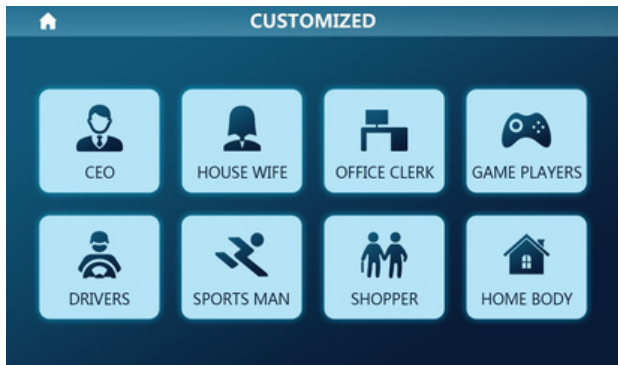 CUSTOMIZED
CEO
HOUSE WIFE
OFFICE CLERK
GAME PLAYERS
DRIVERS
SPORTS MAN
SHOPPER
HOME BODY